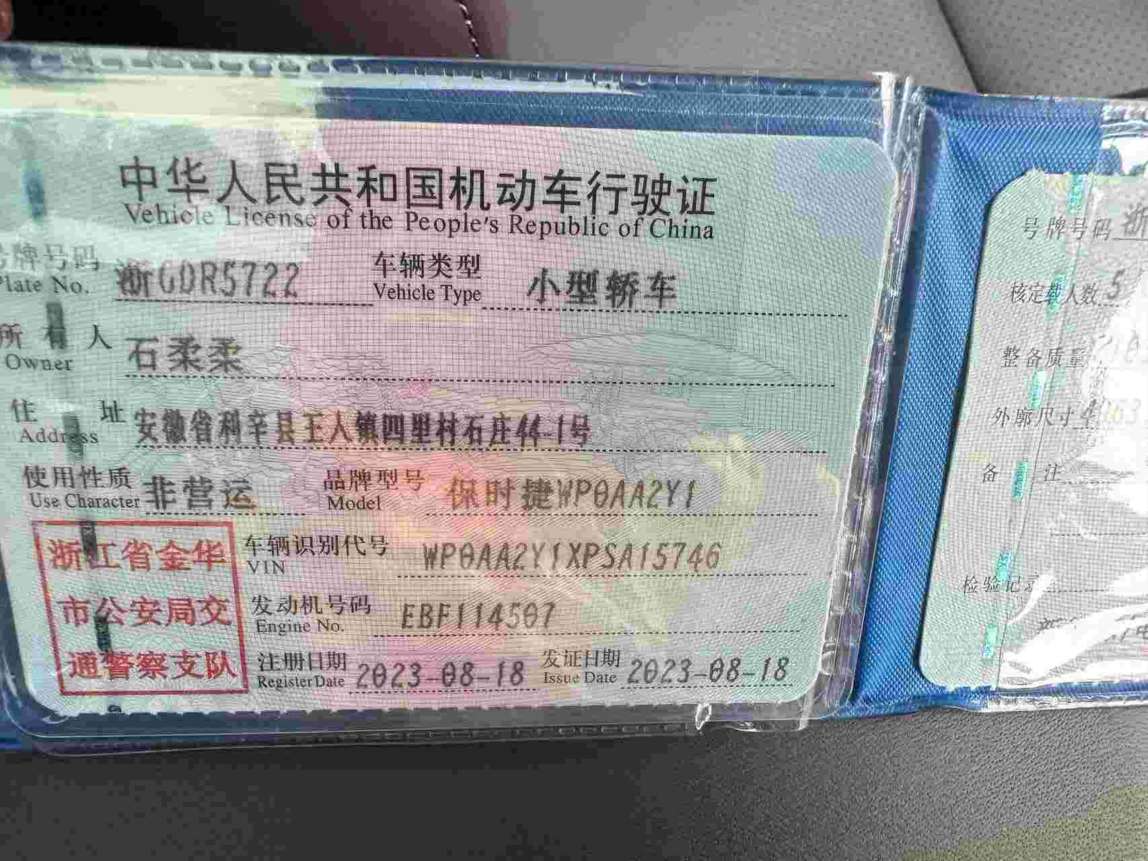 中华人民共和国机动车行驶证
Vehicle License of the People's Republic of China
号牌号码 浙GDR5722 车辆类型 小型轿车
Plate No. Vehicle Type
所有人 石柔柔
Owner
住址 安徽省利辛县王人镇四里村石庄44-1号
Address
使用性质 非营运 品牌型号 保时捷WP0AA2Y1
Use Character Model
浙江省金华
市公安局交
通警察支队
车辆识别代号 WP0AA2Y1XPSA15746
VIN
发动机号码 EBF114507
Engine No.
注册日期 2023-08-18 发证日期 2023-08-18
Register Date Issue Date
号牌号码 浙
核定载人数 5
整备质量
外廓尺寸
备注
检验记录